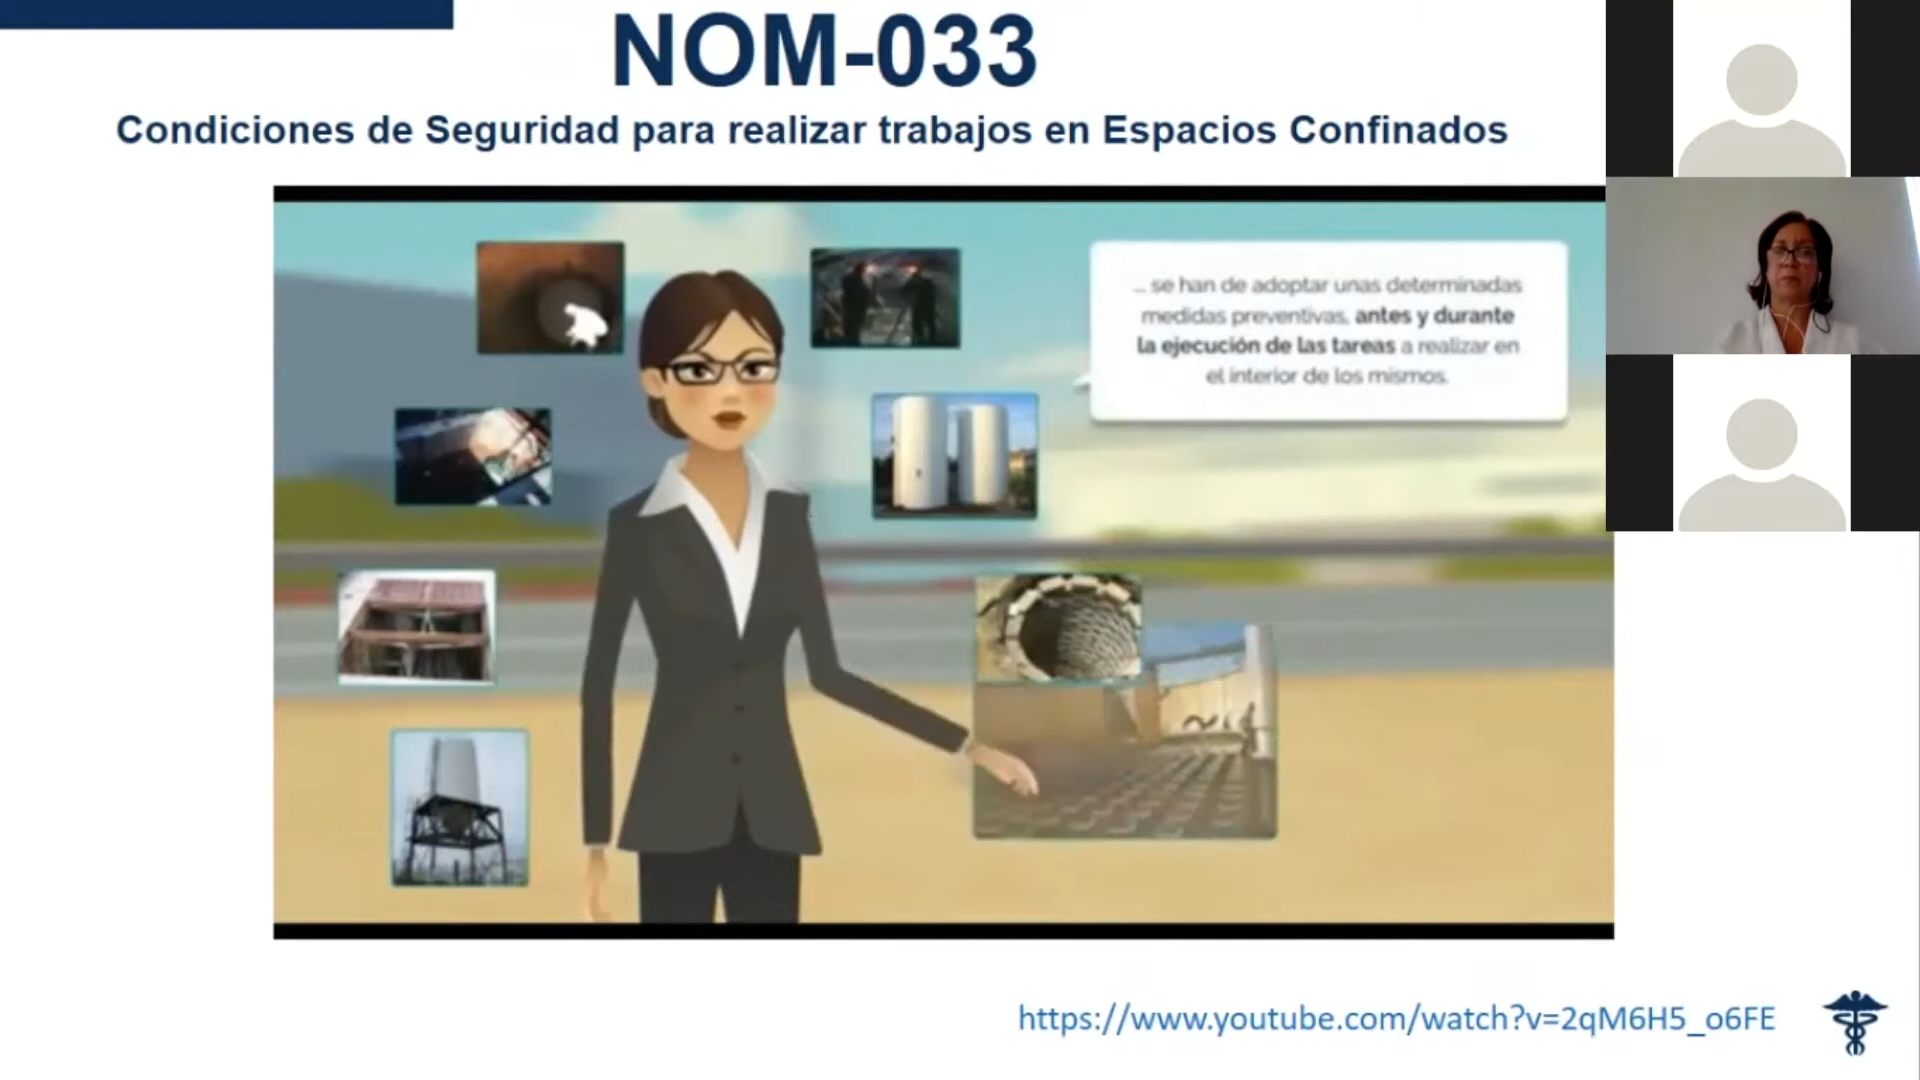 NOM-033
Condiciones de Seguridad para realizar trabajos en Espacios Confinados
... se han de adoptar unas determinadas
medidas preventivas, antes y durante
la ejecución de las tareas a realizar en
el interior de los mismos.
https://www.youtube.com/watch?v=2qM6H5_o6FE